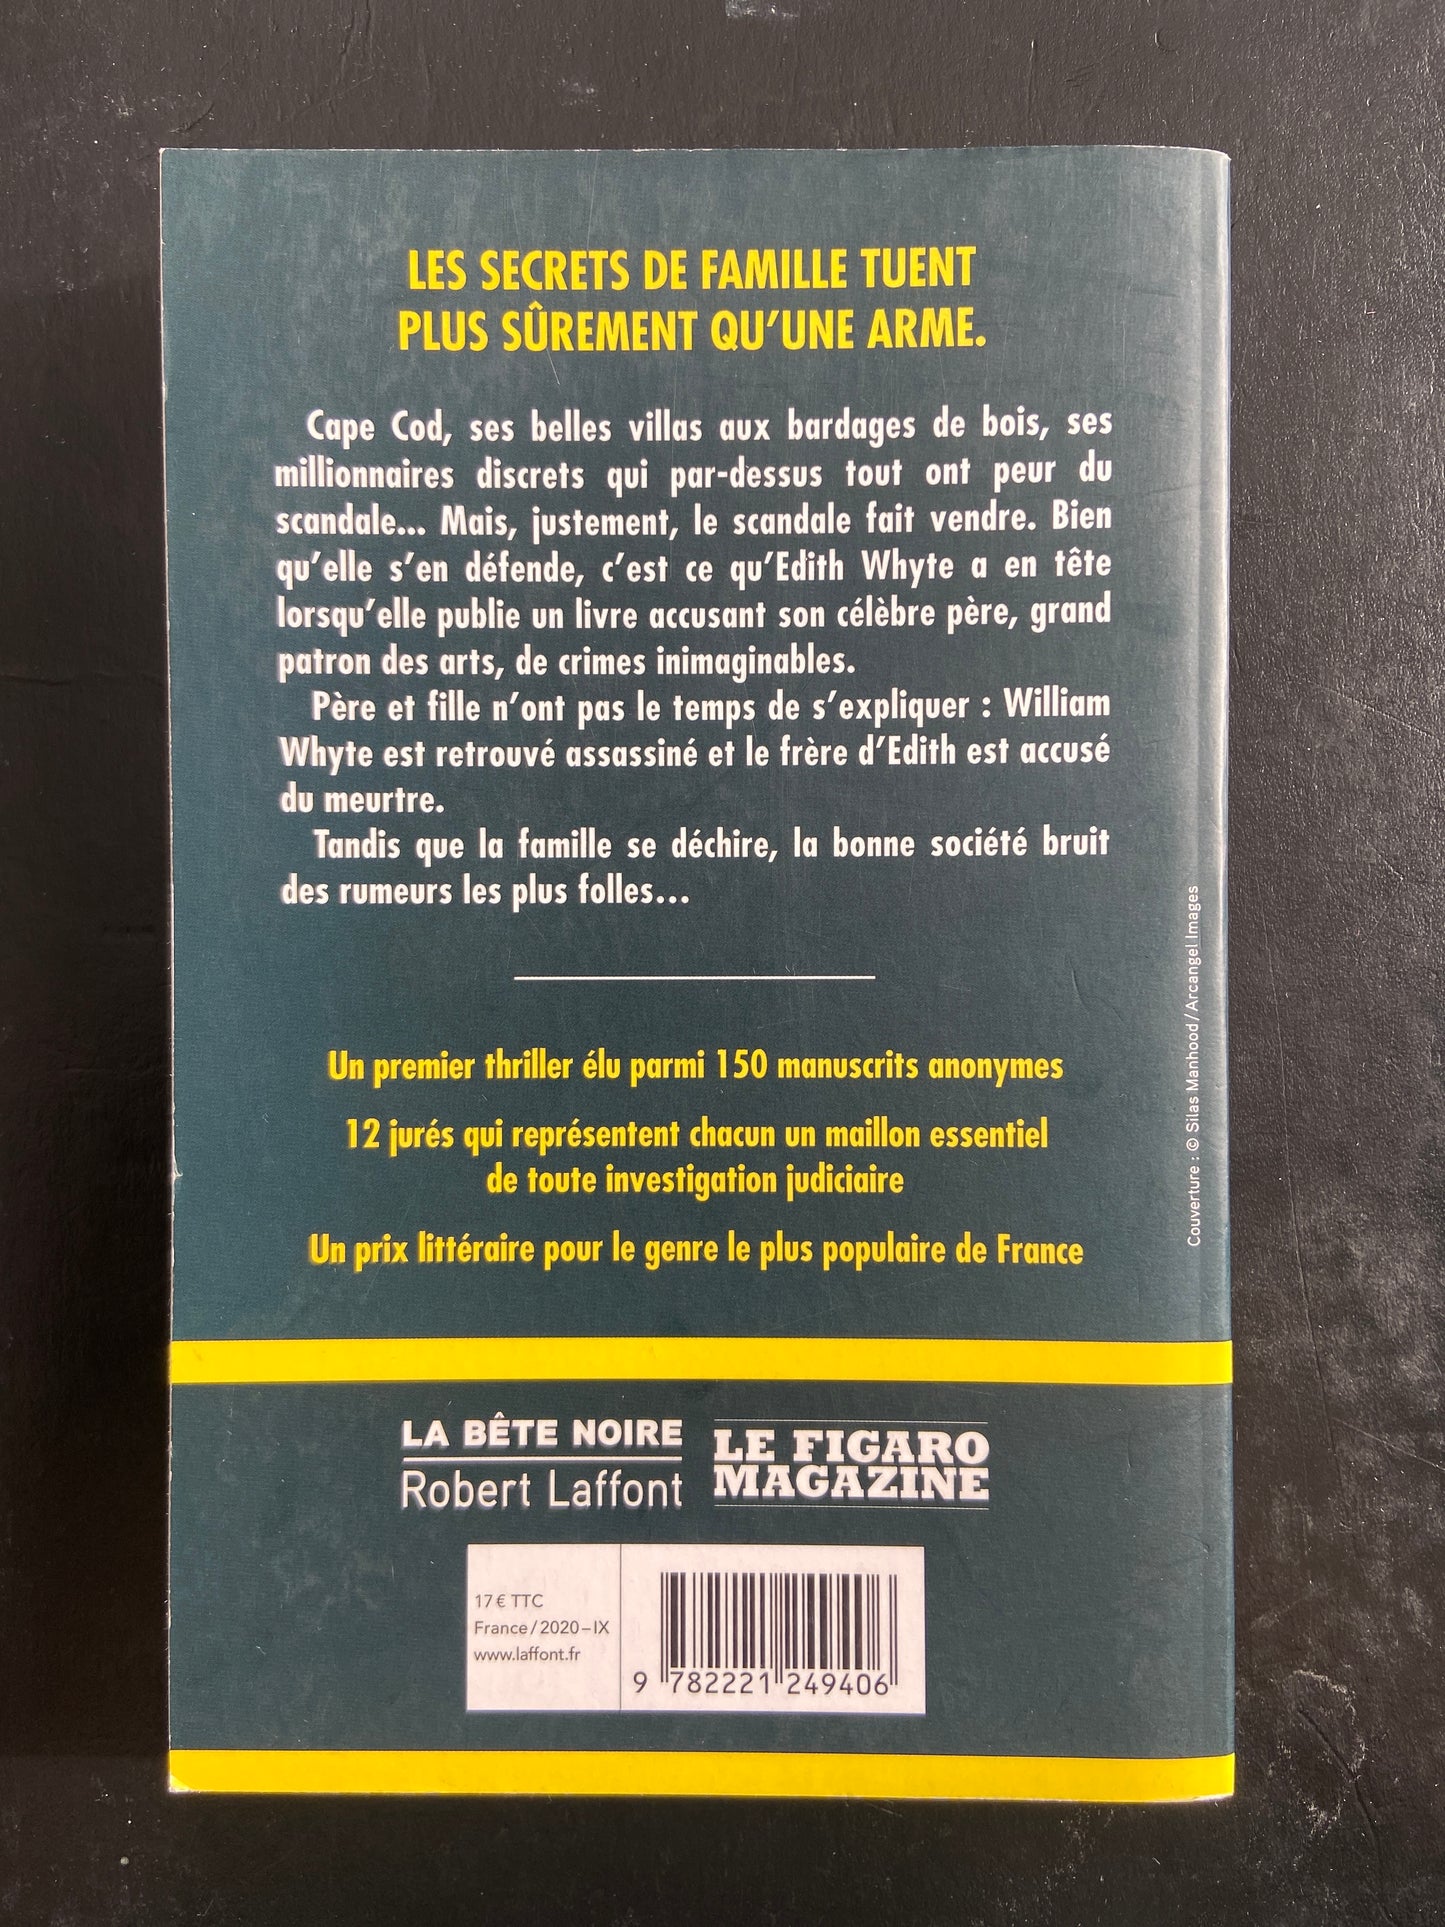 LES SECRETS DE FAMILLE TUENT
PLUS SÛREMENT QU'UNE ARME.
Cape Cod, ses belles villas aux bardages de bois, ses
millionnaires discrets qui par-dessus tout ont peur du
scandale... Mais, justement, le scandale fait vendre. Bien
qu'elle s'en défende, c'est ce qu'Edith Whyte a en tête
lorsqu'elle publie un livre accusant son célèbre père, grand
patron des arts, de crimes inimaginables.
Père et fille n'ont pas le temps de s'expliquer : William
Whyte est retrouvé assassiné et le frère d'Edith est accusé
du meurtre.
Tandis que la famille se déchire, la bonne société bruit
des rumeurs les plus folles...
Un premier thriller élu parmi 150 manuscrits anonymes
12 jurés qui représentent chacun un maillon essentiel
de toute investigation judiciaire
Un prix littéraire pour le genre le plus populaire de France
Couverture : © Silas Manhood / Arcangel Images
LA BÊTE NOIRE
Robert Laffont
LE FIGARO
MAGAZINE
17 € TTC
France / 2020 – IX
www.laffont.fr
9 782221 249406